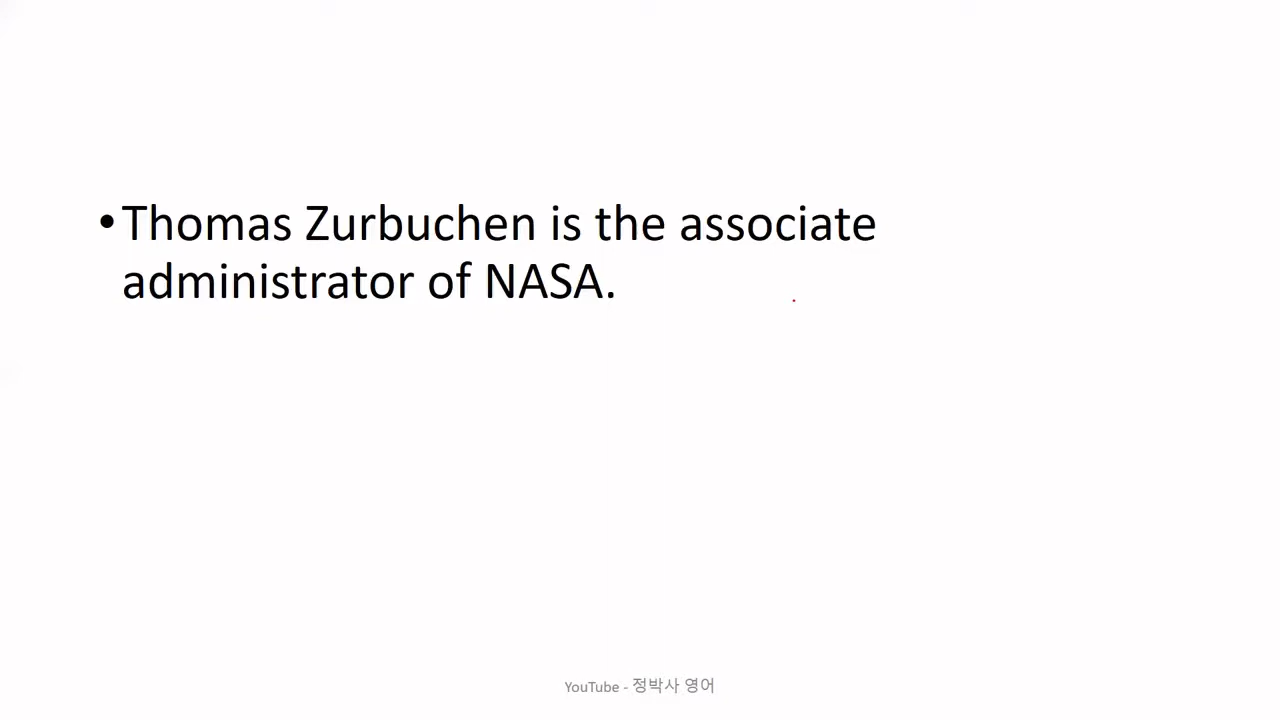 •Thomas Zurbuchen is the associate
administrator of NASA.
YouTube - 정박사 영어